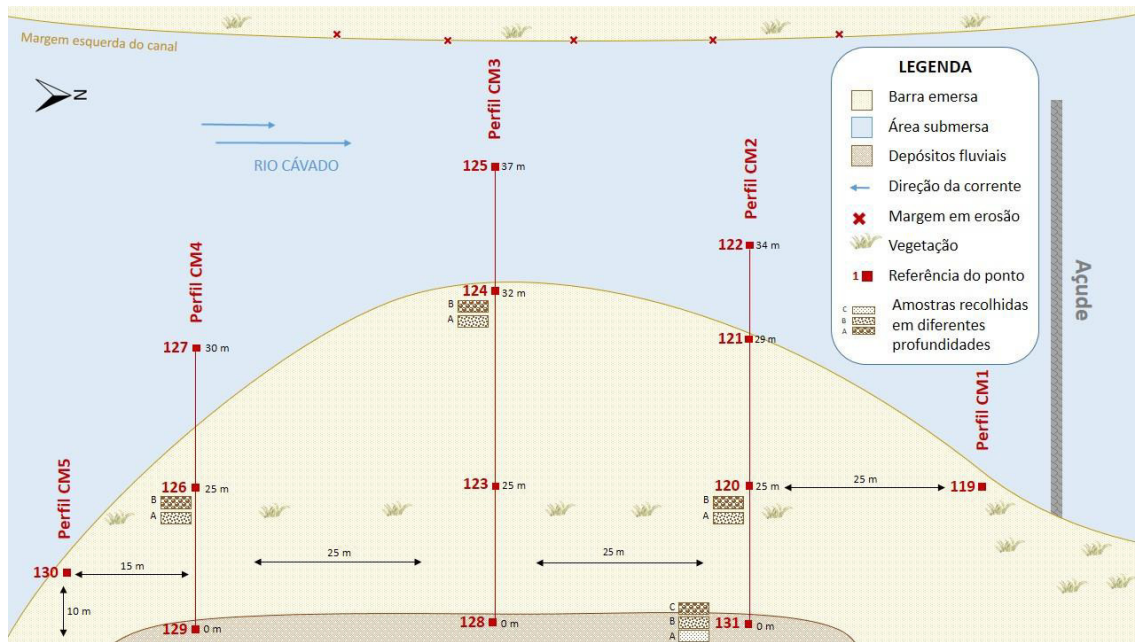 Margem esquerda do canal
N
RIO CÁVADO
Perfil CM3
125 37 m
Perfil CM2
122 34 m
Perfil CM4
124 32 m
B
A
127 30 m
121 29 m
Perfil CM1
Perfil CM5
126 25 m
B
A
123 25 m
120 25 m
B
A
25 m
119
130
15 m
25 m
25 m
10 m
129 0 m
128 0 m
C
B
A
131 0 m
LEGENDA
Barra emersa
Área submersa
Depósitos fluviais
Direção da corrente
Margem em erosão
Vegetação
1 Referência do ponto
C
B
A
Amostras recolhidas
em diferentes
profundidades
Açude